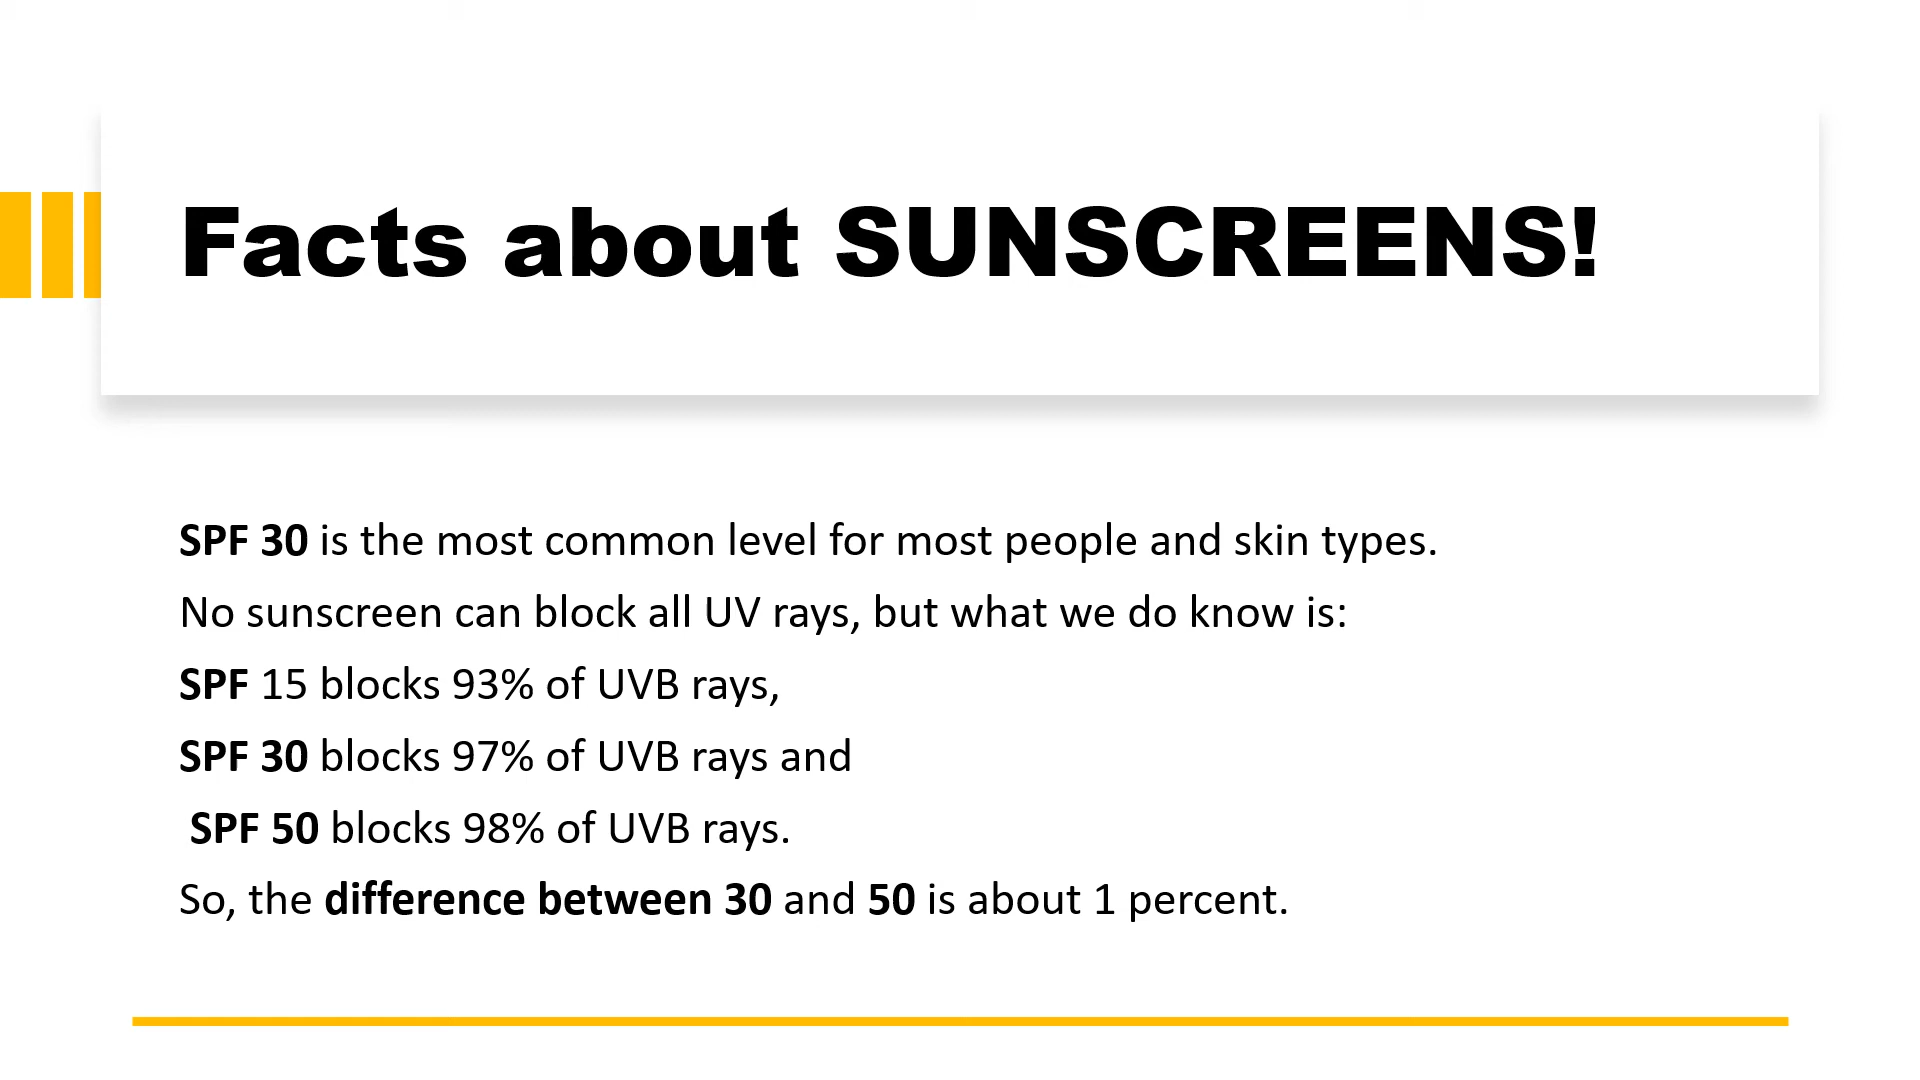 Facts about SUNSCREENS!
SPF 30 is the most common level for most people and skin types.
No sunscreen can block all UV rays, but what we do know is:
SPF 15 blocks 93% of UVB rays,
SPF 30 blocks 97% of UVB rays and
SPF 50 blocks 98% of UVB rays.
So, the difference between 30 and 50 is about 1 percent.